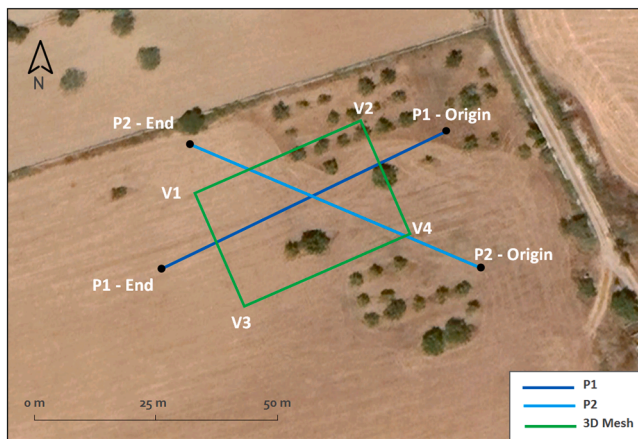 N
V2
P1 - Origin
P2 - End
V1
V4
P2 - Origin
P1 - End
V3
0 m 25 m 50 m
P1
P2
3D Mesh